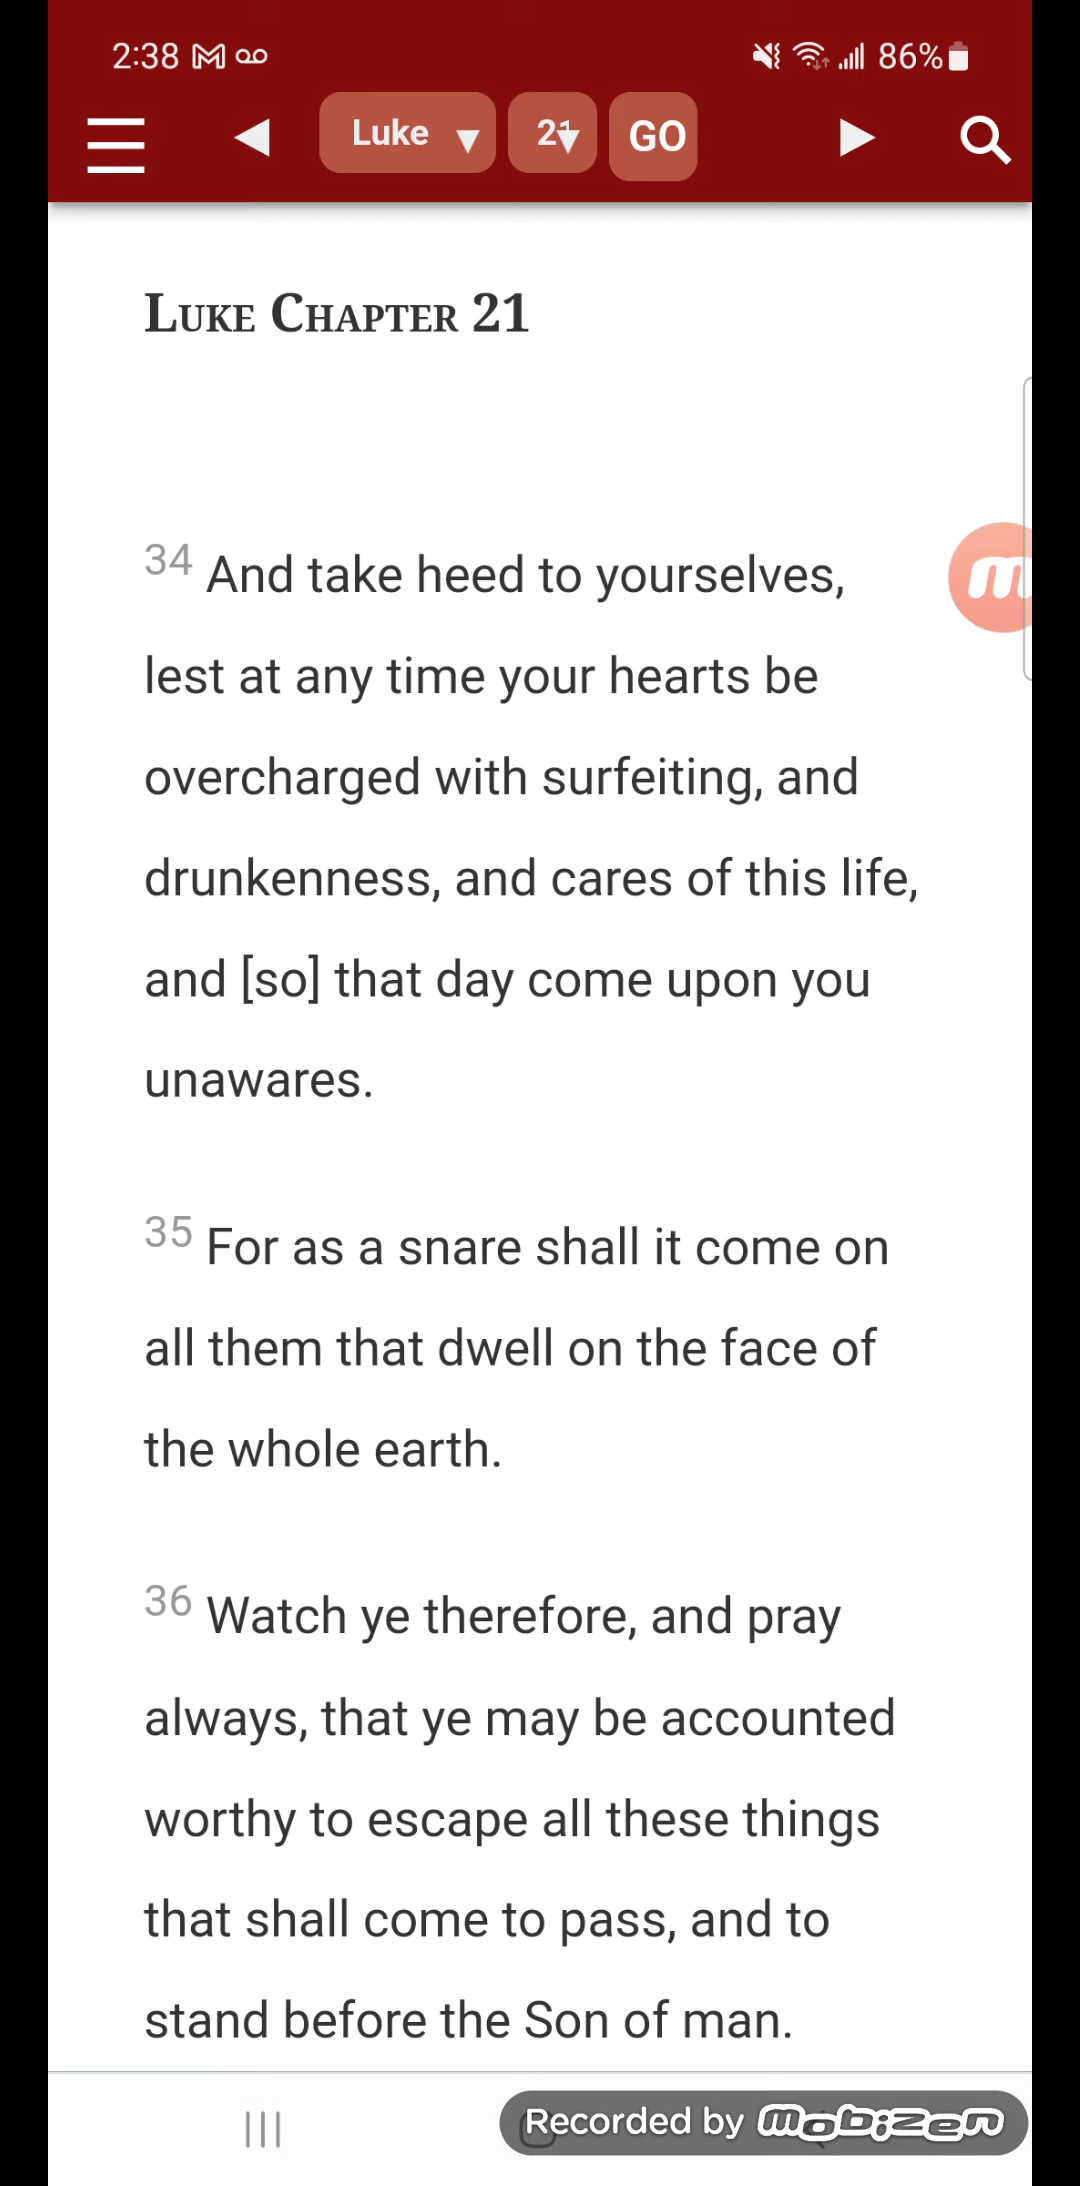 2:38 86%
Luke 21 GO
LUKE CHAPTER 21
34 And take heed to yourselves,
lest at any time your hearts be
overcharged with surfeiting, and
drunkenness, and cares of this life,
and [so] that day come upon you
unawares.
35 For as a snare shall it come on
all them that dwell on the face of
the whole earth.
36 Watch ye therefore, and pray
always, that ye may be accounted
worthy to escape all these things
that shall come to pass, and to
stand before the Son of man.
Recorded by mobizen